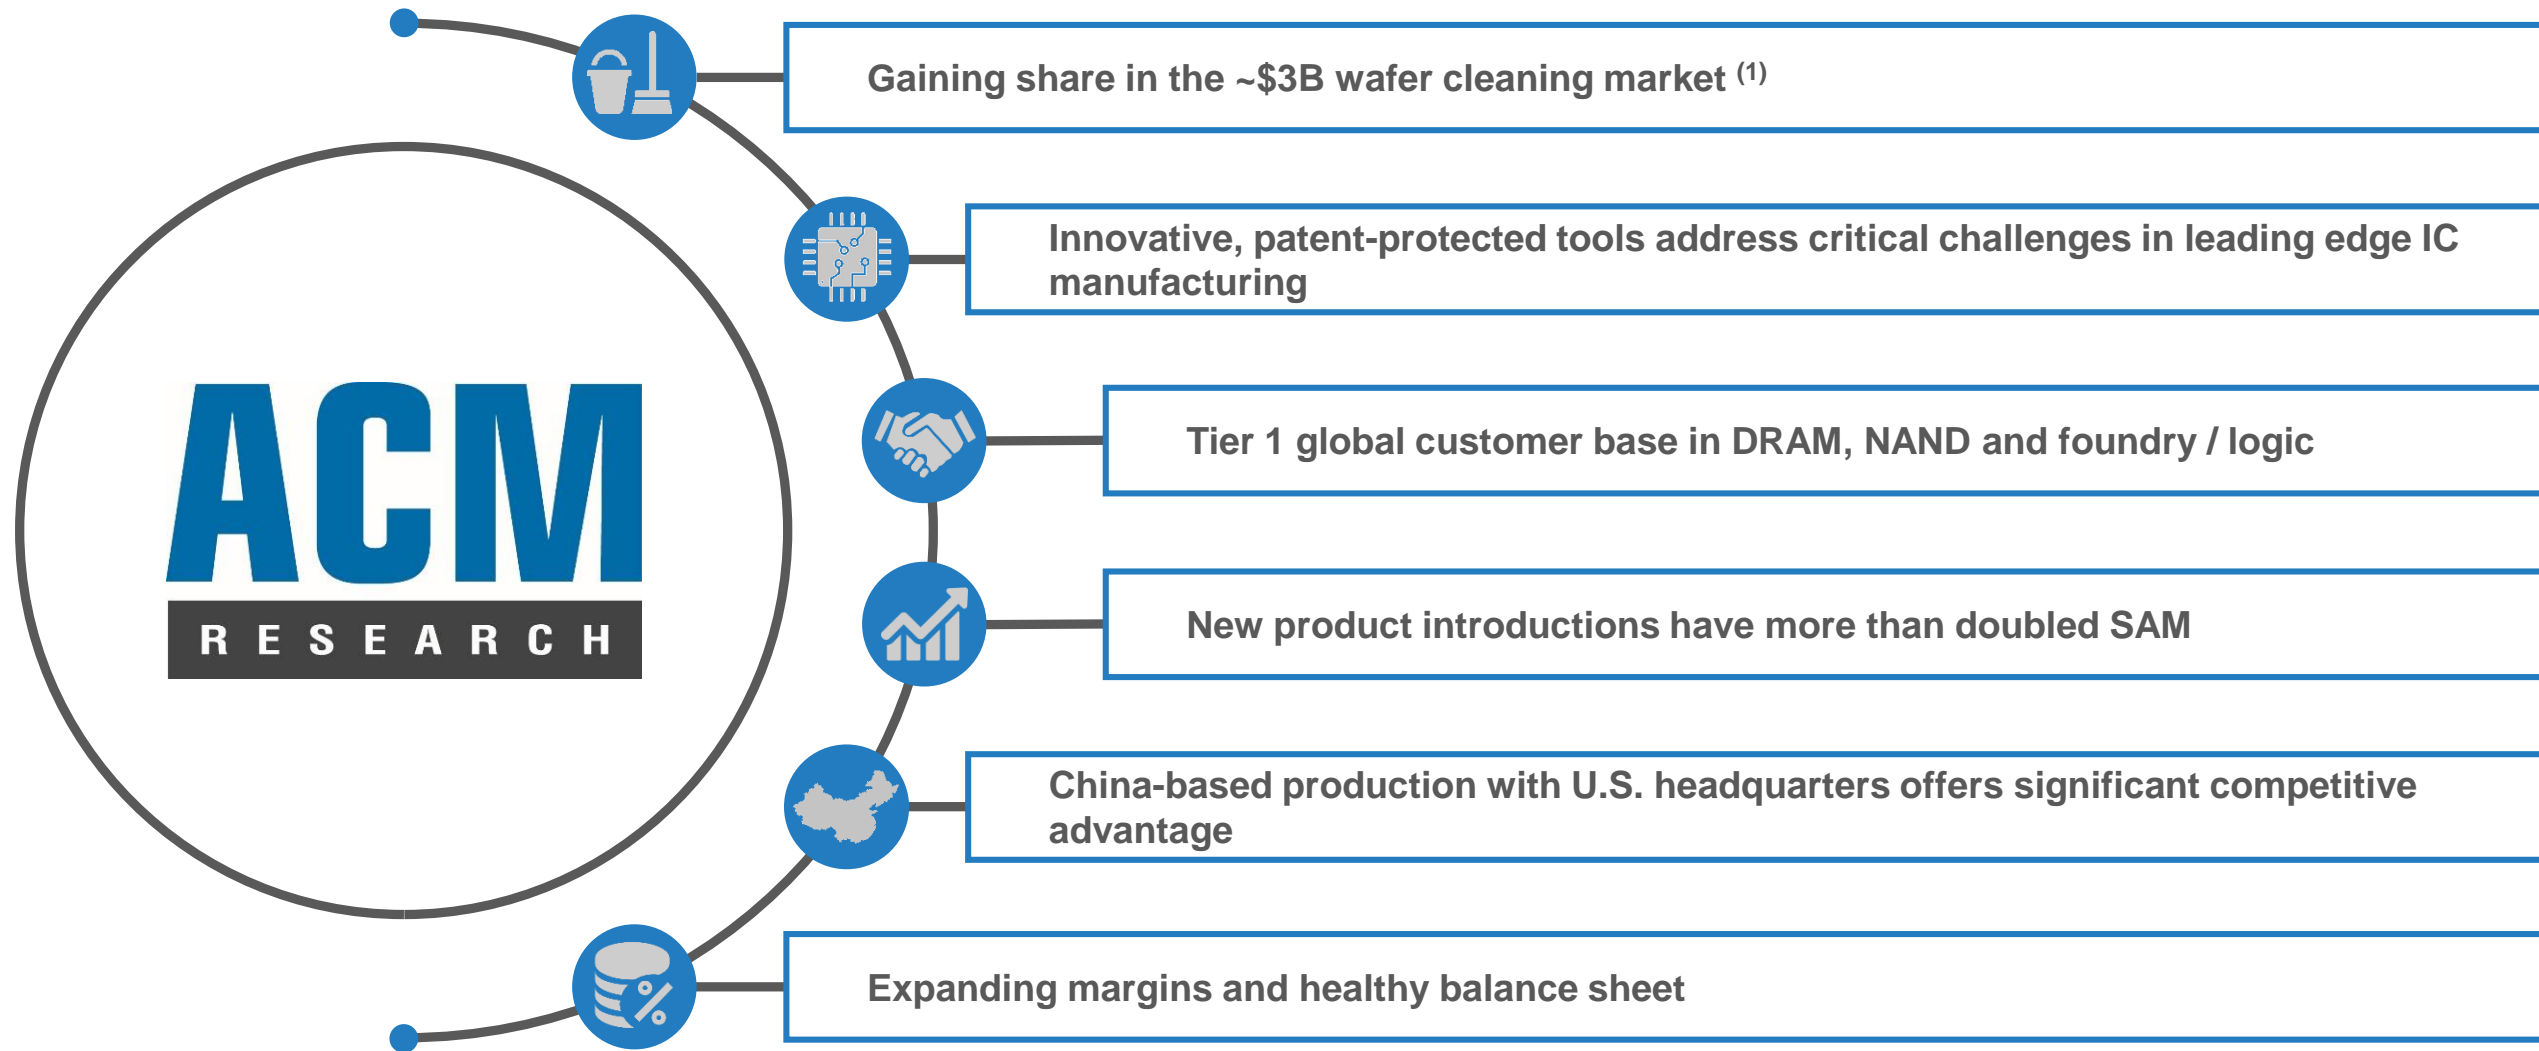 Gaining share in the ~$3B wafer cleaning market (1)
Innovative, patent-protected tools address critical challenges in leading edge IC
manufacturing
ACM
RESEARCH
Tier 1 global customer base in DRAM, NAND and foundry / logic
New product introductions have more than doubled SAM
China-based production with U.S. headquarters offers significant competitive
advantage
Expanding margins and healthy balance sheet